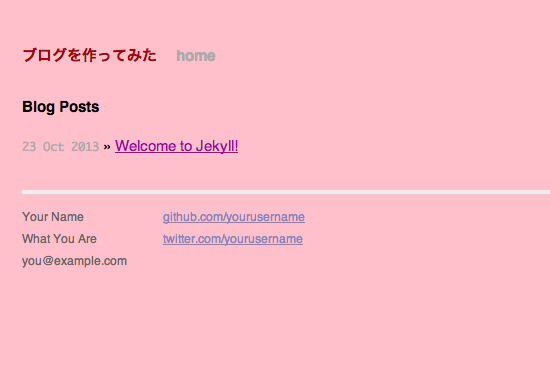 ブログを作ってみた home
Blog Posts
23 Oct 2013 » Welcome to Jekyll!
Your Name github.com/yourusername
What You Are twitter.com/yourusername
you@example.com